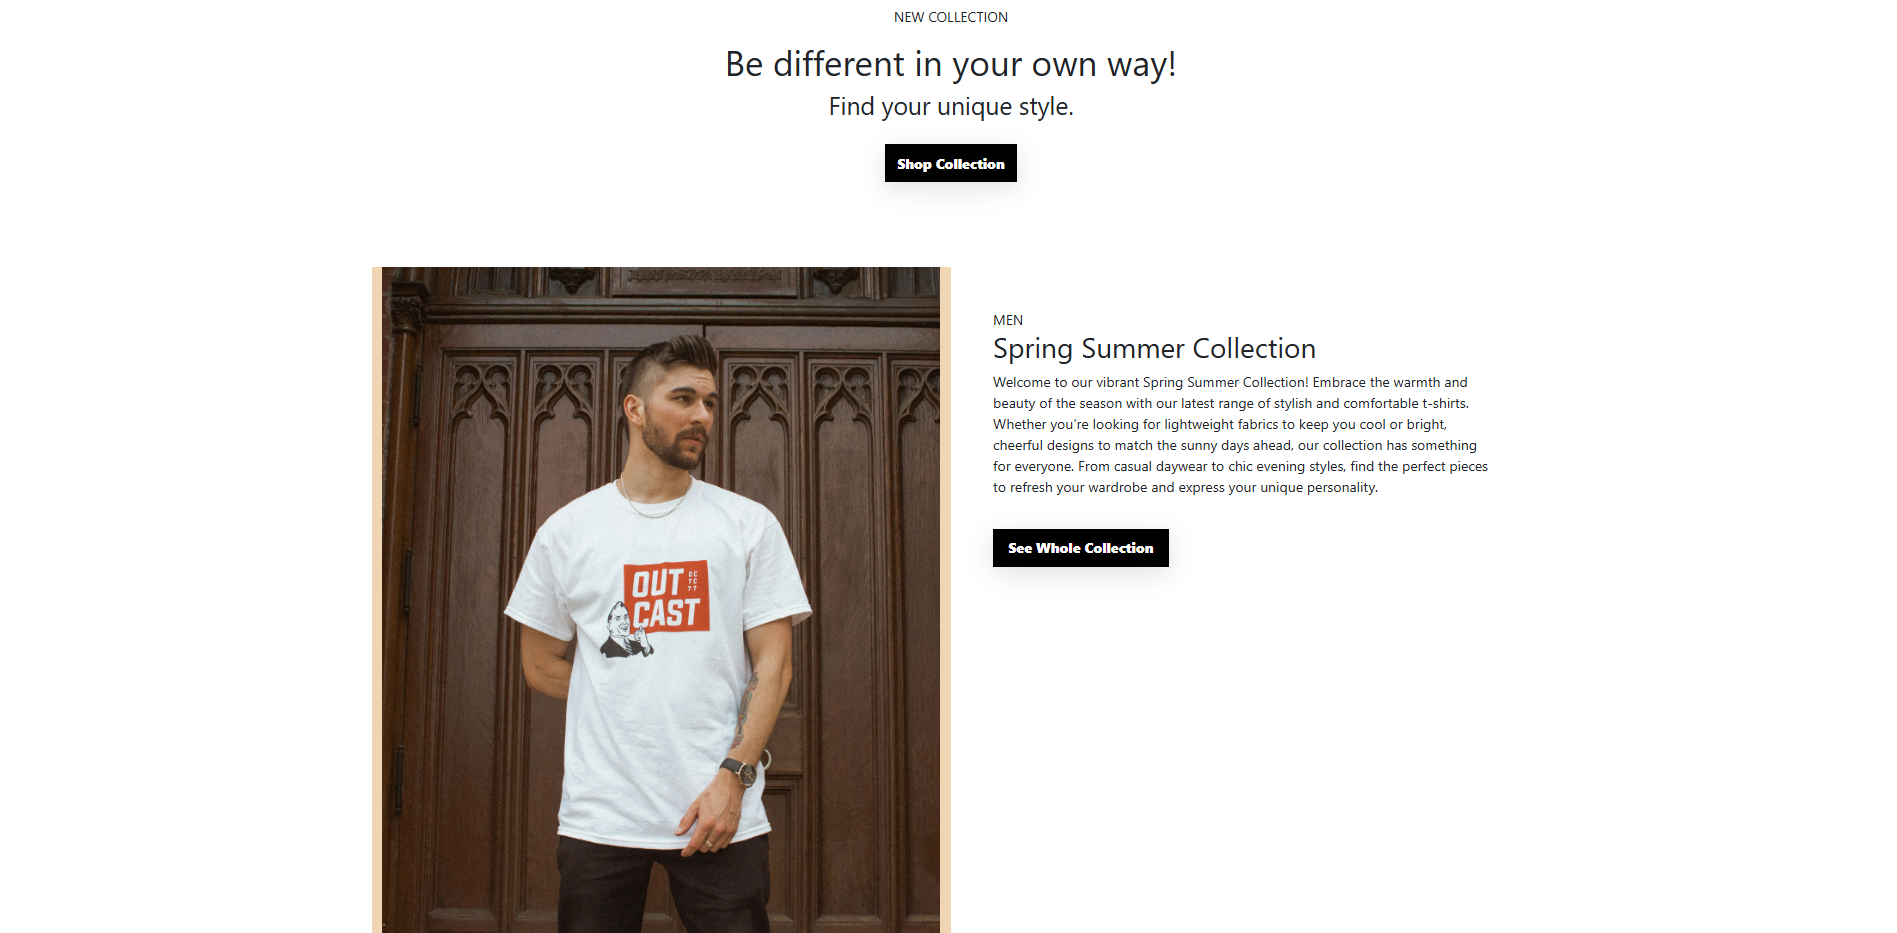 NEW COLLECTION
Be different in your own way!
Find your unique style.
Shop Collection
MEN
Spring Summer Collection
Welcome to our vibrant Spring Summer Collection! Embrace the warmth and
beauty of the season with our latest range of stylish and comfortable t-shirts.
Whether you're looking for lightweight fabrics to keep you cool or bright,
cheerful designs to match the sunny days ahead, our collection has something
for everyone. From casual daywear to chic evening styles, find the perfect pieces
to refresh your wardrobe and express your unique personality.
See Whole Collection
OUT
CAST